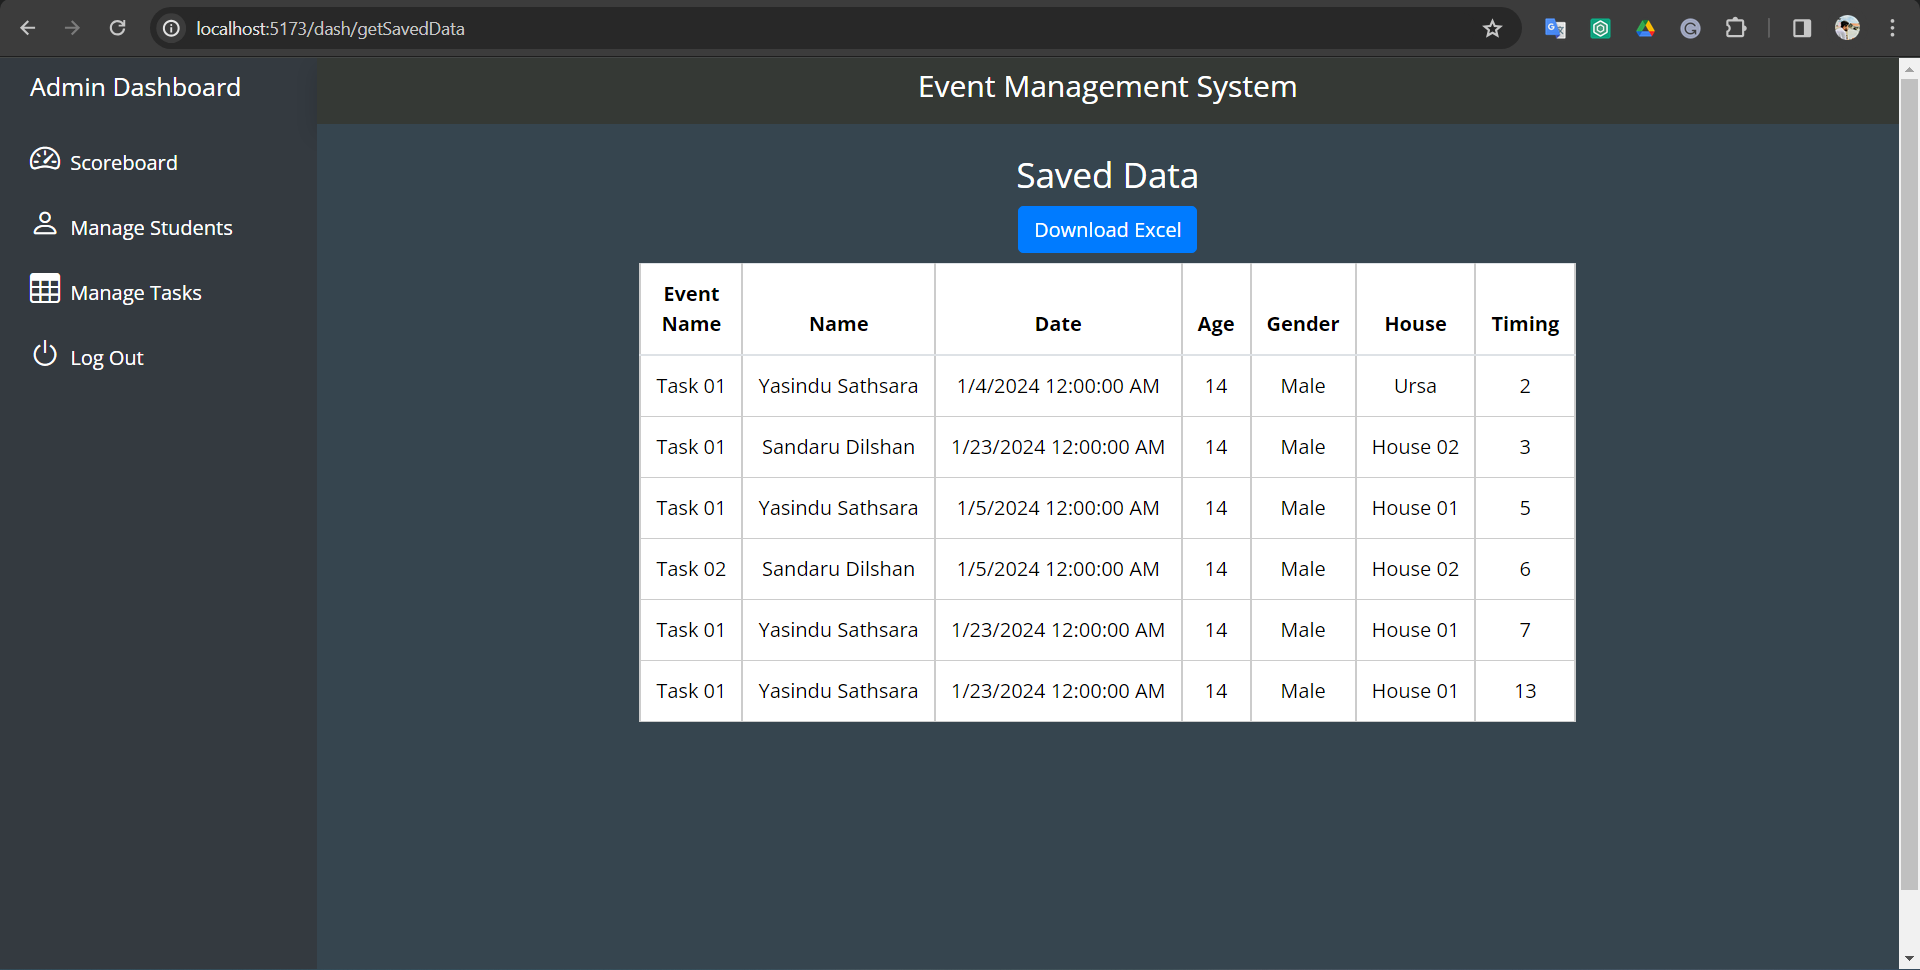 localhost:5173/dash/getSavedData
Admin Dashboard
Scoreboard
Manage Students
Manage Tasks
Log Out
Event Management System
Saved Data
Download Excel
Event Name Name Date Age Gender House Timing
Task 01 Yasindu Sathsara 1/4/2024 12:00:00 AM 14 Male Ursa 2
Task 01 Sandaru Dilshan 1/23/2024 12:00:00 AM 14 Male House 02 3
Task 01 Yasindu Sathsara 1/5/2024 12:00:00 AM 14 Male House 01 5
Task 02 Sandaru Dilshan 1/5/2024 12:00:00 AM 14 Male House 02 6
Task 01 Yasindu Sathsara 1/23/2024 12:00:00 AM 14 Male House 01 7
Task 01 Yasindu Sathsara 1/23/2024 12:00:00 AM 14 Male House 01 13